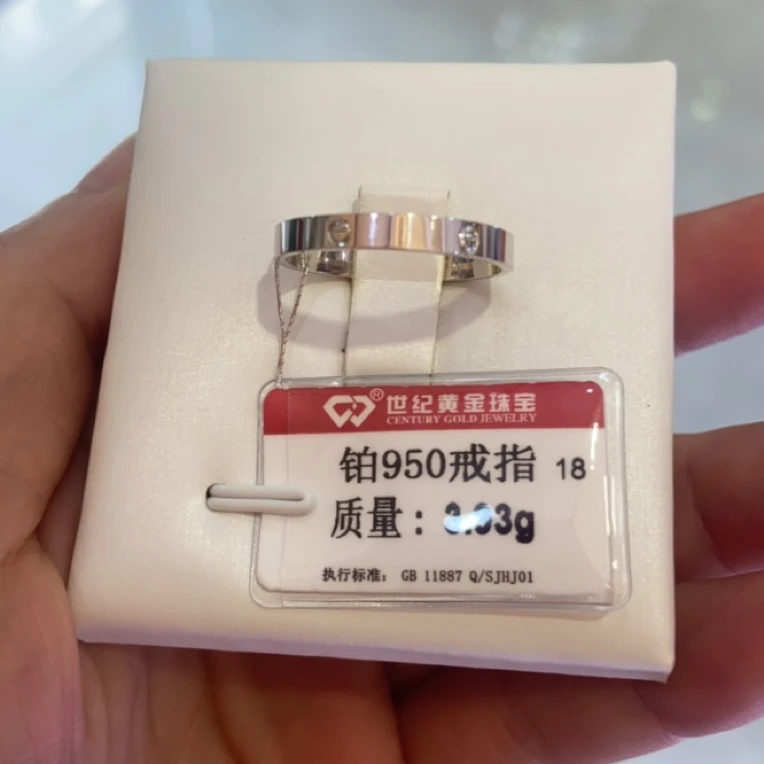 ® 世纪黄金珠宝
CENTURY GOLD JEWELRY
铂950戒指 18
质量：
执行标准： GB 11887 Q/SJHJ01